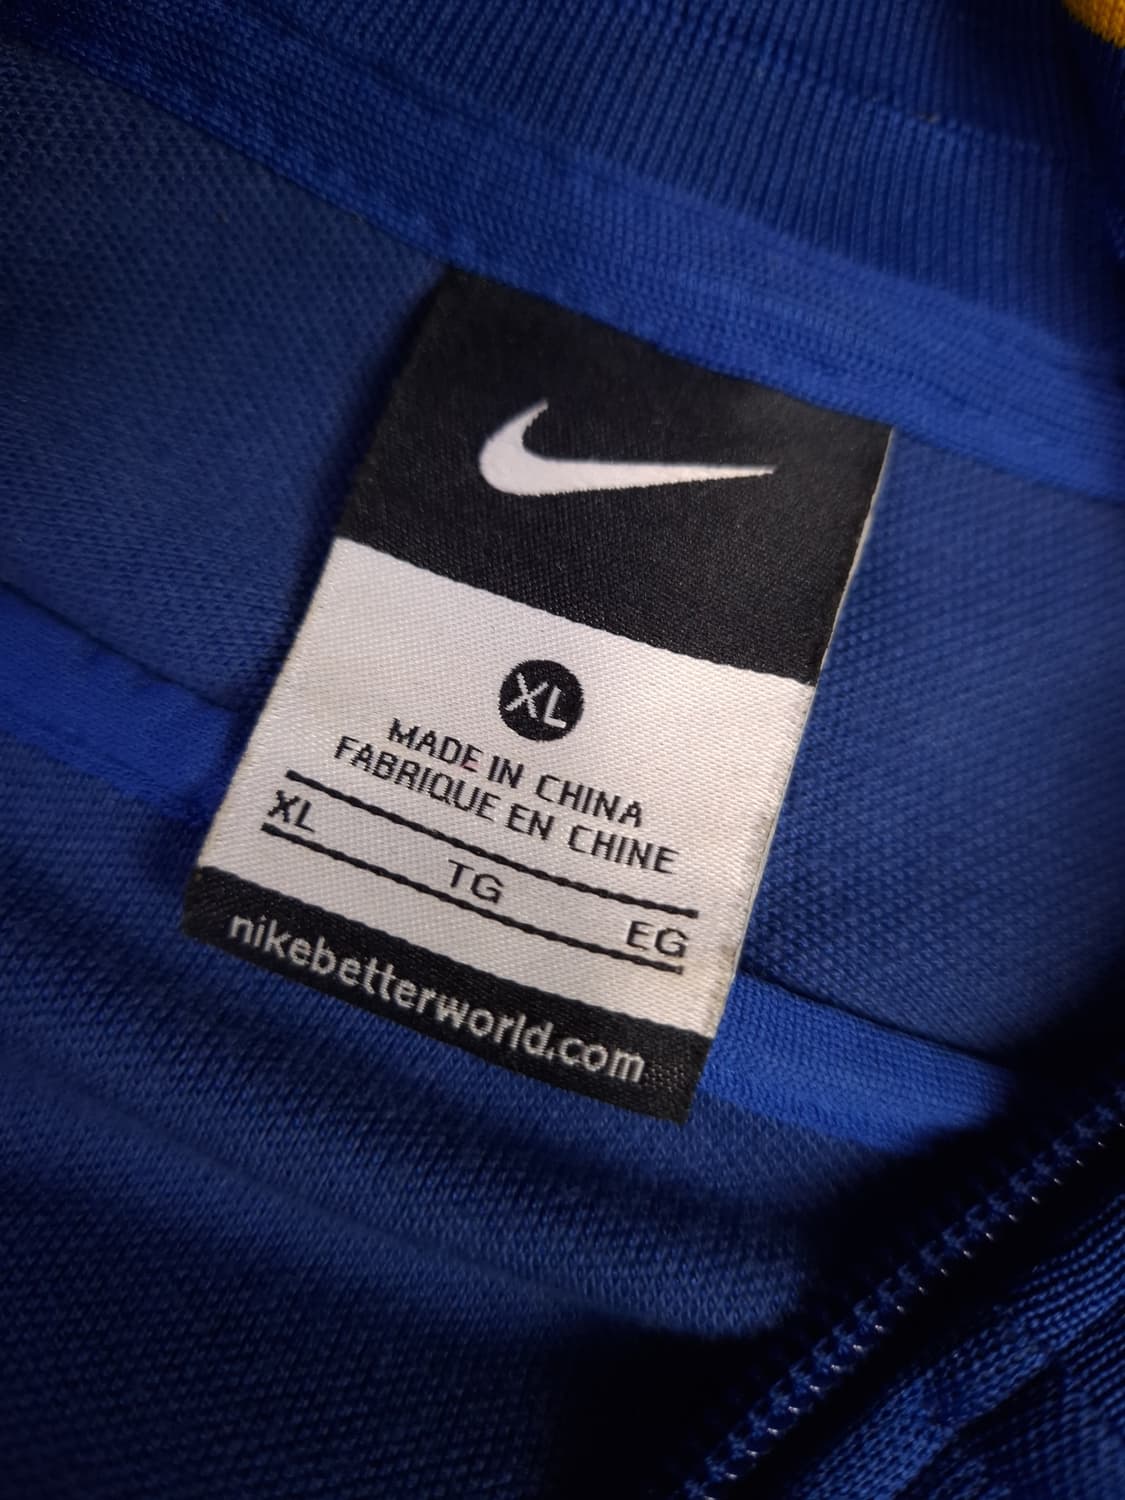 XL
MADE IN CHINA
FABRIQUE EN CHINE
XL TG EG
nikebetterworld.com